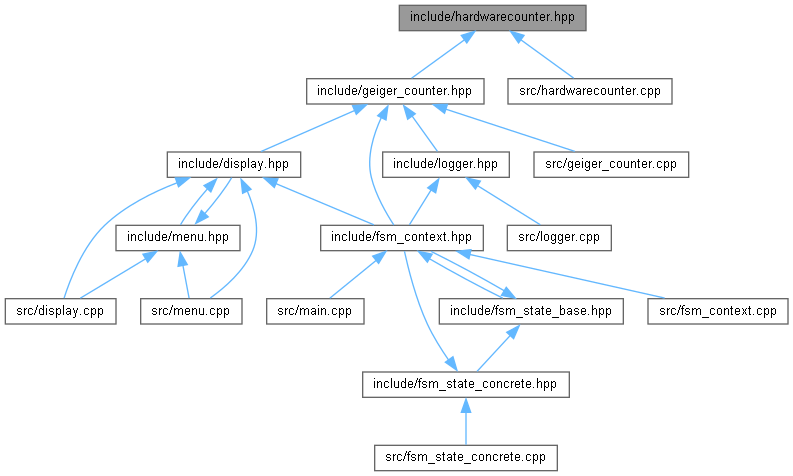 include/hardwarecounter.hpp
include/geiger_counter.hpp
src/hardwarecounter.cpp
include/display.hpp
include/logger.hpp
src/geiger_counter.cpp
include/menu.hpp
include/fsm_context.hpp
src/logger.cpp
src/display.cpp
src/menu.cpp
src/main.cpp
include/fsm_state_base.hpp
src/fsm_context.cpp
include/fsm_state_concrete.hpp
src/fsm_state_concrete.cpp